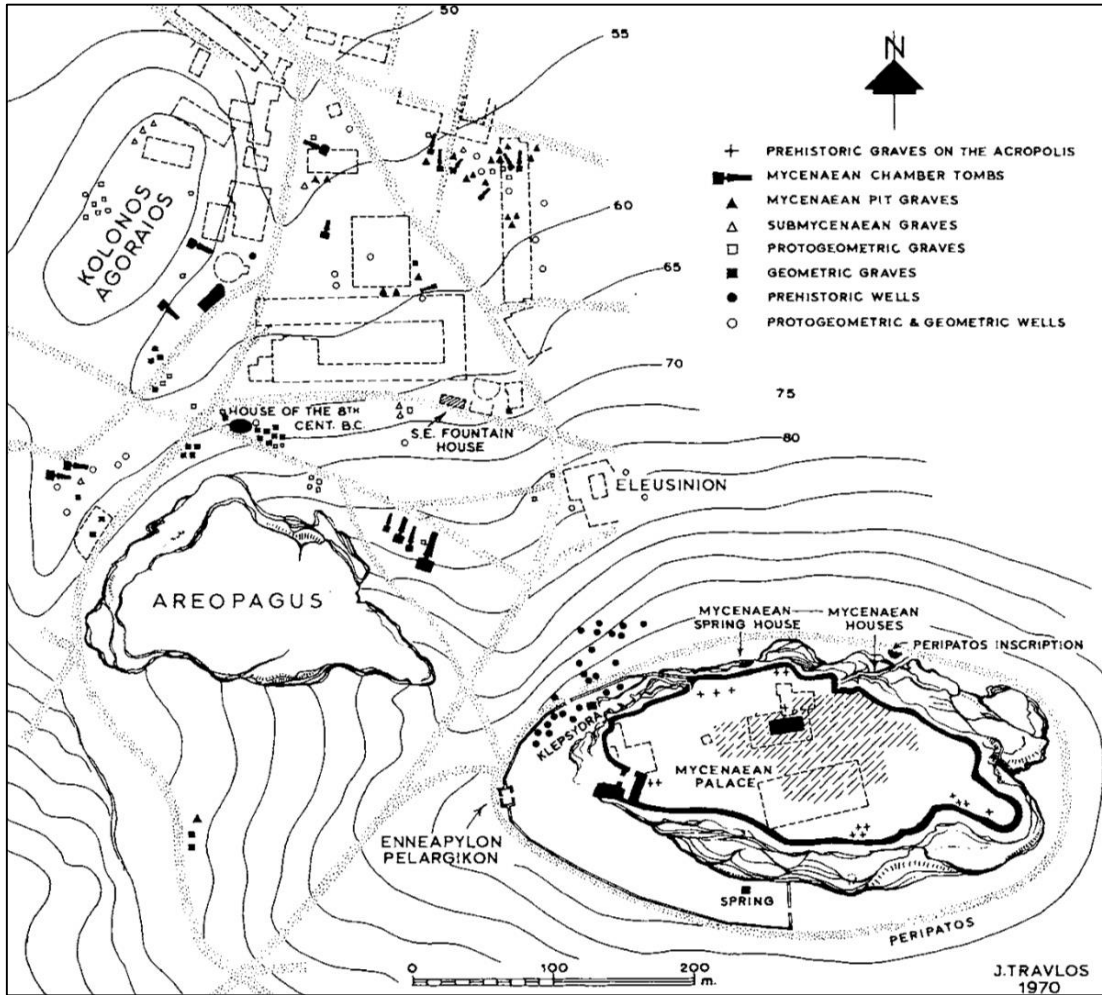 50
55
N
PREHISTORIC GRAVES ON THE ACROPOLIS
MYCENAEAN CHAMBER TOMBS
MYCENAEAN PIT GRAVES
SUBMYCENAEAN GRAVES
PROTOGEOMETRIC GRAVES
GEOMETRIC GRAVES
PREHISTORIC WELLS
PROTOGEOMETRIC & GEOMETRIC WELLS
KOLONOS
AGORAIOS
60
65
70
75
80
HOUSE OF THE 8TH
CENT. B.C.
S.E. FOUNTAIN
HOUSE
ELEUSINION
AREOPAGUS
MYCENAEAN
SPRING HOUSE
MYCENAEAN
HOUSES
PERIPATOS INSCRIPTION
KLEPSYDRA
MYCENAEAN
PALACE
ENNEAPYLON
PELARGIKON
SPRING
PERIPATOS
0 100 200
m.
J.TRAVLOS
1970